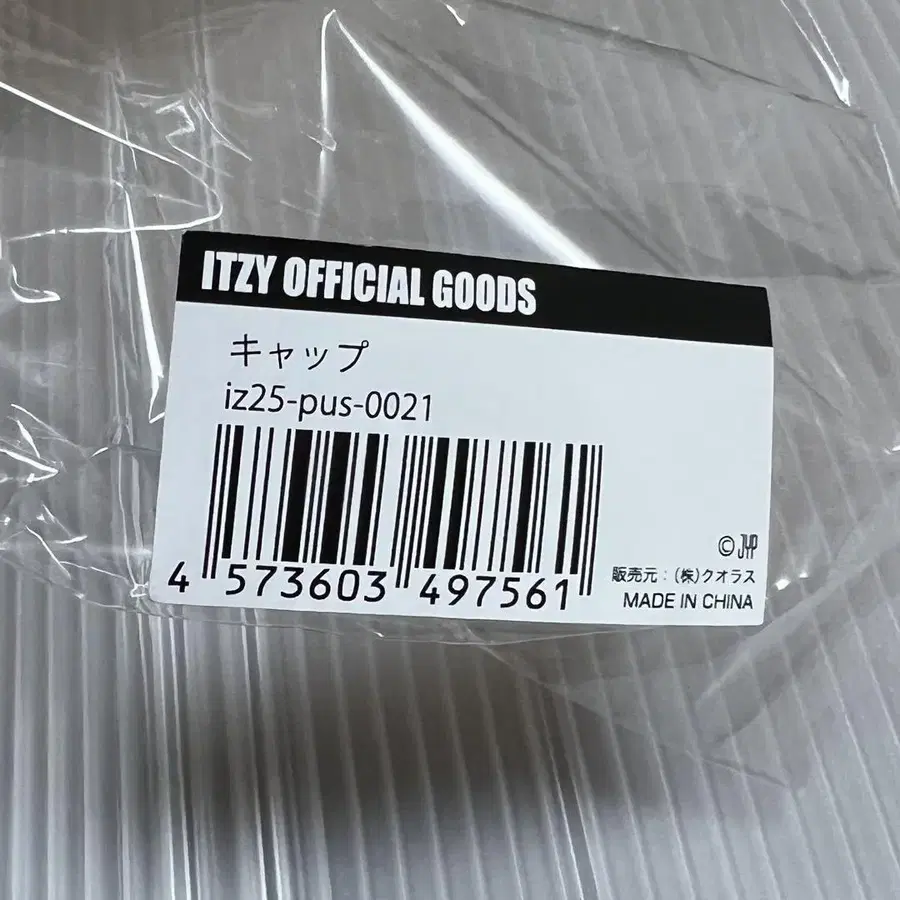 ITZY OFFICIAL GOODS
キャップ
iz25-pus-0021
4 573603 497561
© JYP
販売元：（株）クオラス
MADE IN CHINA